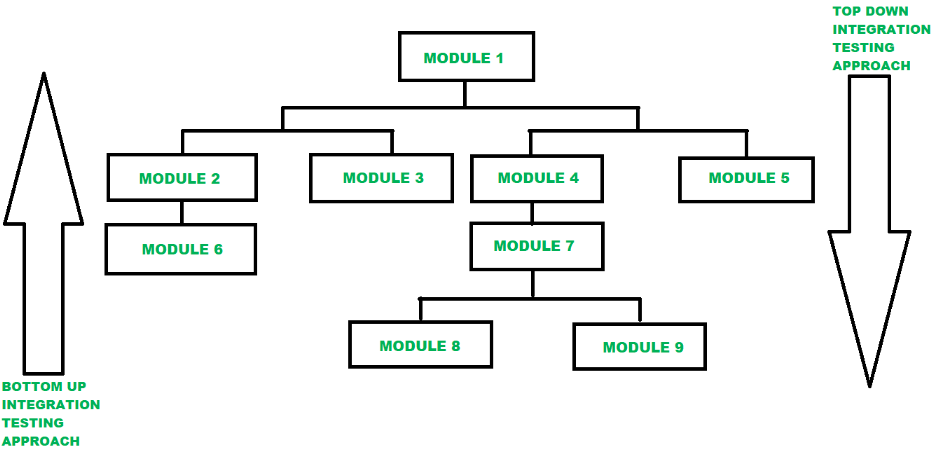 TOP DOWN
INTEGRATION
TESTING
APPROACH
MODULE 1
MODULE 2
MODULE 3
MODULE 4
MODULE 5
MODULE 6
MODULE 7
MODULE 8
MODULE 9
BOTTOM UP
INTEGRATION
TESTING
APPROACH